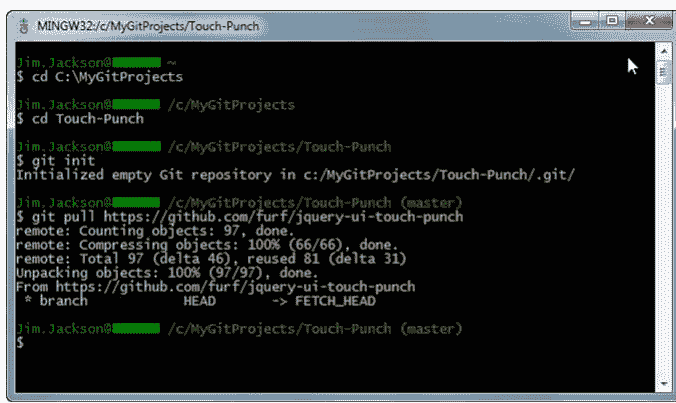 MINGW32:/c/MyGitProjects/Touch-Punch
Jim.Jackson@ ~
$ cd C:\MyGitProjects
Jim.Jackson@ /c/MyGitProjects
$ cd Touch-Punch
Jim.Jackson@ /c/MyGitProjects/Touch-Punch
$ git init
Initialized empty Git repository in c:/MyGitProjects/Touch-Punch/.git/
Jim.Jackson@ /c/MyGitProjects/Touch-Punch (master)
$ git pull https://github.com/furf/jquery-ui-touch-punch
remote: Counting objects: 97, done.
remote: Compressing objects: 100% (66/66), done.
remote: Total 97 (delta 46), reused 81 (delta 31)
Unpacking objects: 100% (97/97), done.
From https://github.com/furf/jquery-ui-touch-punch
 * branch            HEAD       -> FETCH_HEAD
Jim.Jackson@ /c/MyGitProjects/Touch-Punch (master)
$